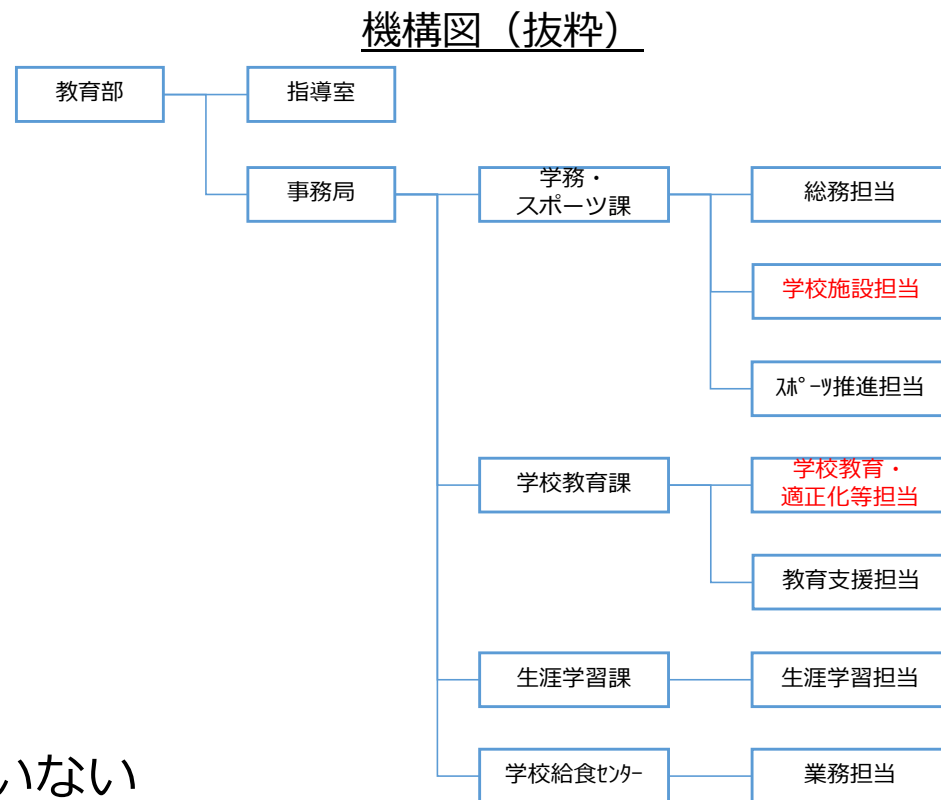 機構図（抜粋）
教育部
指導室
事務局
学務・
スポーツ課
総務担当
学校施設担当
ｽﾎﾟｰﾂ推進担当
学校教育課
学校教育・
適正化等担当
教育支援担当
生涯学習課
生涯学習担当
学校給食ｾﾝﾀｰ
業務担当
いない